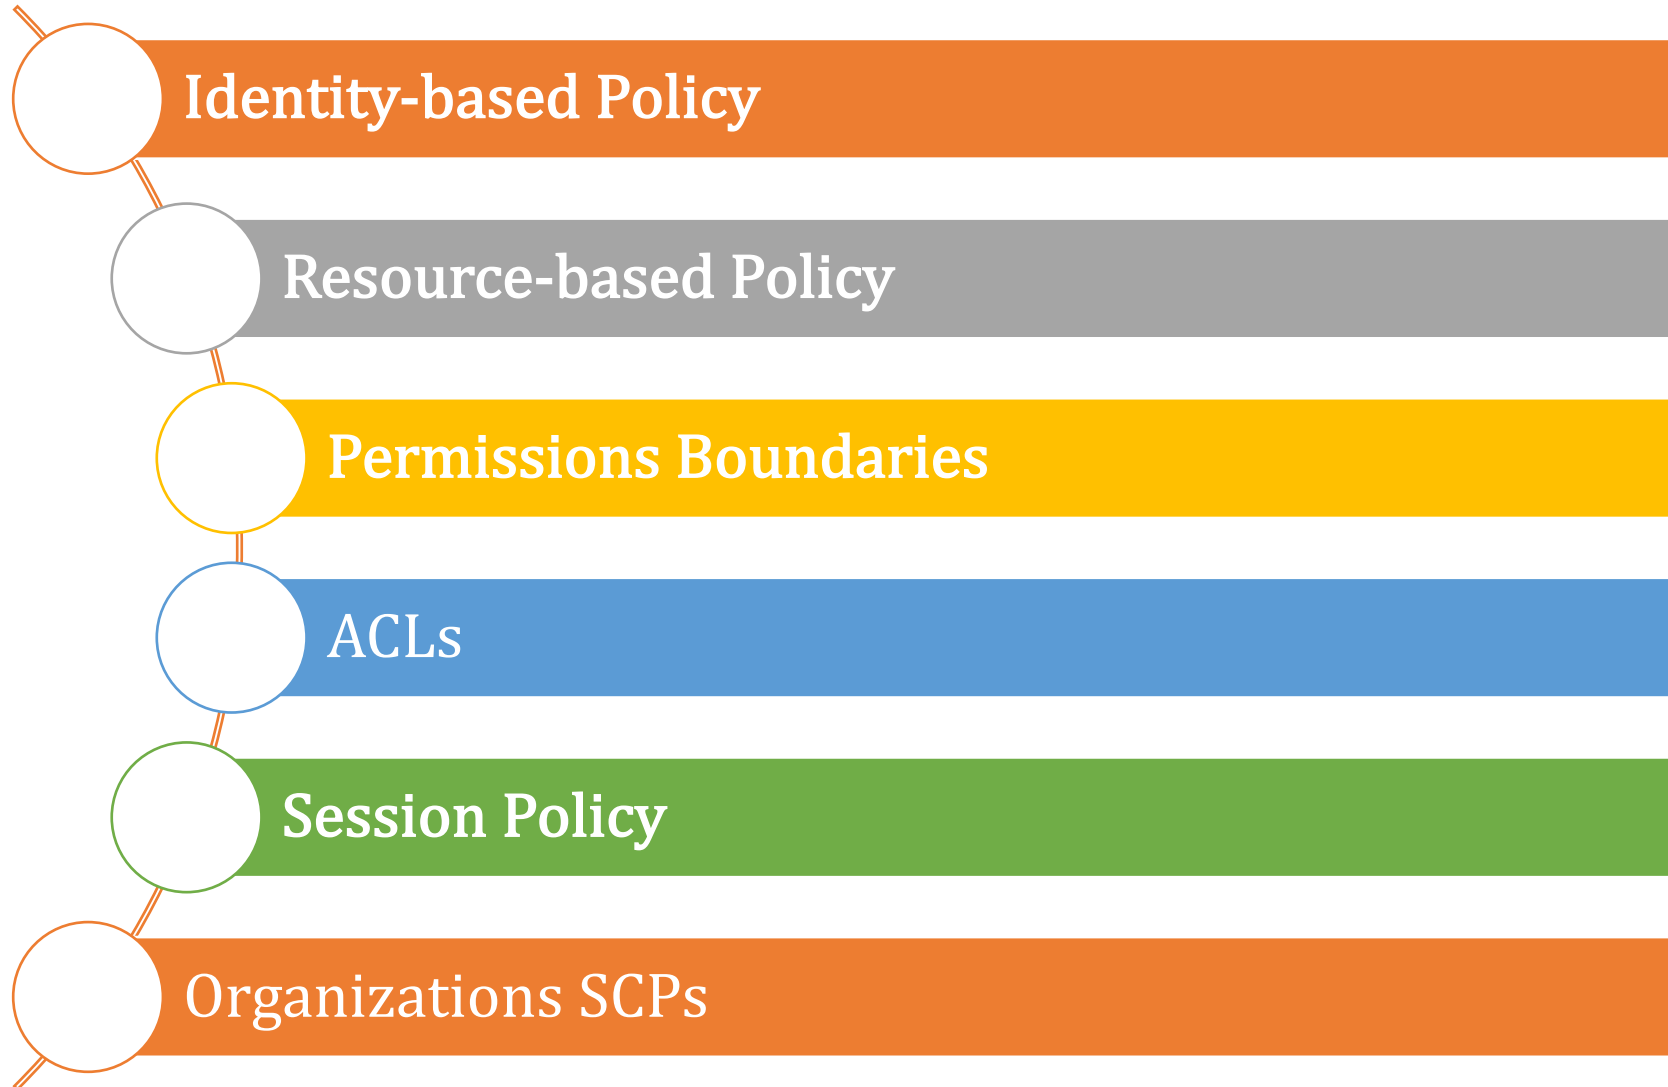 Identity-based Policy
Resource-based Policy
Permissions Boundaries
ACLs
Session Policy
Organizations SCPs